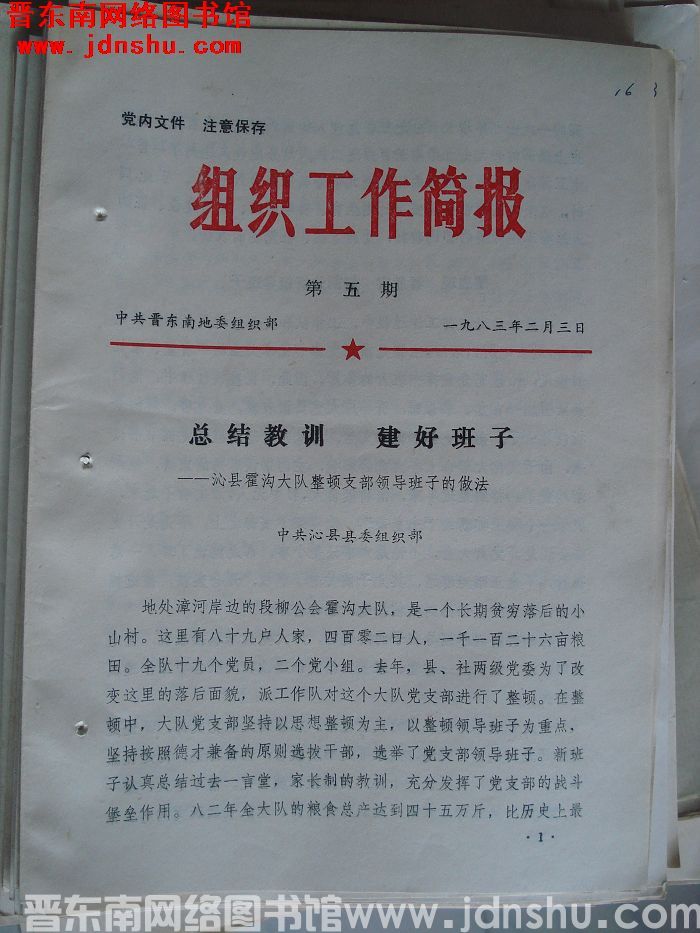 晋东南网络图书馆
www.jdnshu.com
16 3
党内文件 注意保存
组织工作简报
第五期
中共晋东南地委组织部 一九八三年二月三日
总结教训 建好班子
——沁县霍沟大队整顿支部领导班子的做法
中共沁县县委组织部
地处漳河岸边的段柳公会霍沟大队，是一个长期贫穷落后的小
山村。这里有八十九户人家，四百零二口人，一千一百二十六亩粮
田。全队十九个党员，二个党小组。去年，县、社两级党委为了改
变这里的落后面貌，派工作队对这个大队党支部进行了整顿。在整
顿中，大队党支部坚持以思想整顿为主，以整顿领导班子为重点、
坚持按照德才兼备的原则选拔干部，选举了党支部领导班子。新班
子认真总结过去一言堂，家长制的教训，充分发挥了党支部的战斗
堡垒作用。八二年全大队的粮食总产达到四十五万斤，比历史上最
·1·
晋东南网络图书馆www.jdnshu.com